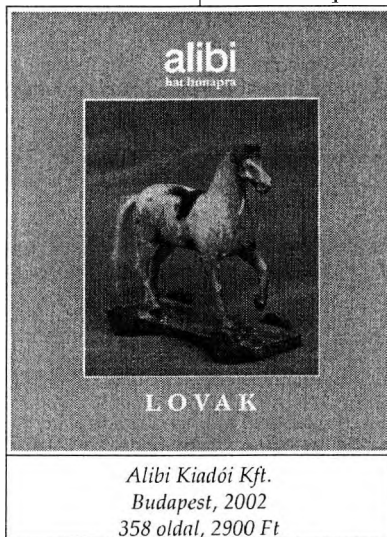 alibi
hat hónapra
LOVAK
Alibi Kiadói Kft.
Budapest, 2002
358 oldal, 2900 Ft